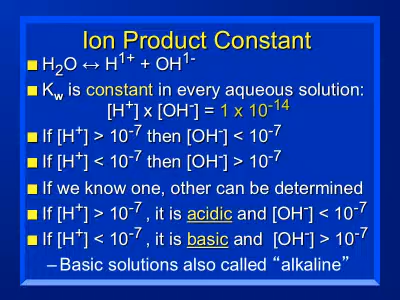 Ion Product Constant
■ H₂O ↔ H¹⁺ + OH¹⁻
■ Kw is constant in every aqueous solution:
[H⁺] x [OH⁻] = 1 x 10⁻¹⁴
■ If [H⁺] > 10⁻⁷ then [OH⁻] < 10⁻⁷
■ If [H⁺] < 10⁻⁷ then [OH⁻] > 10⁻⁷
■ If we know one, other can be determined
■ If [H⁺] > 10⁻⁷ , it is acidic and [OH⁻] < 10⁻⁷
■ If [H⁺] < 10⁻⁷ , it is basic and [OH⁻] > 10⁻⁷
–Basic solutions also called “alkaline”